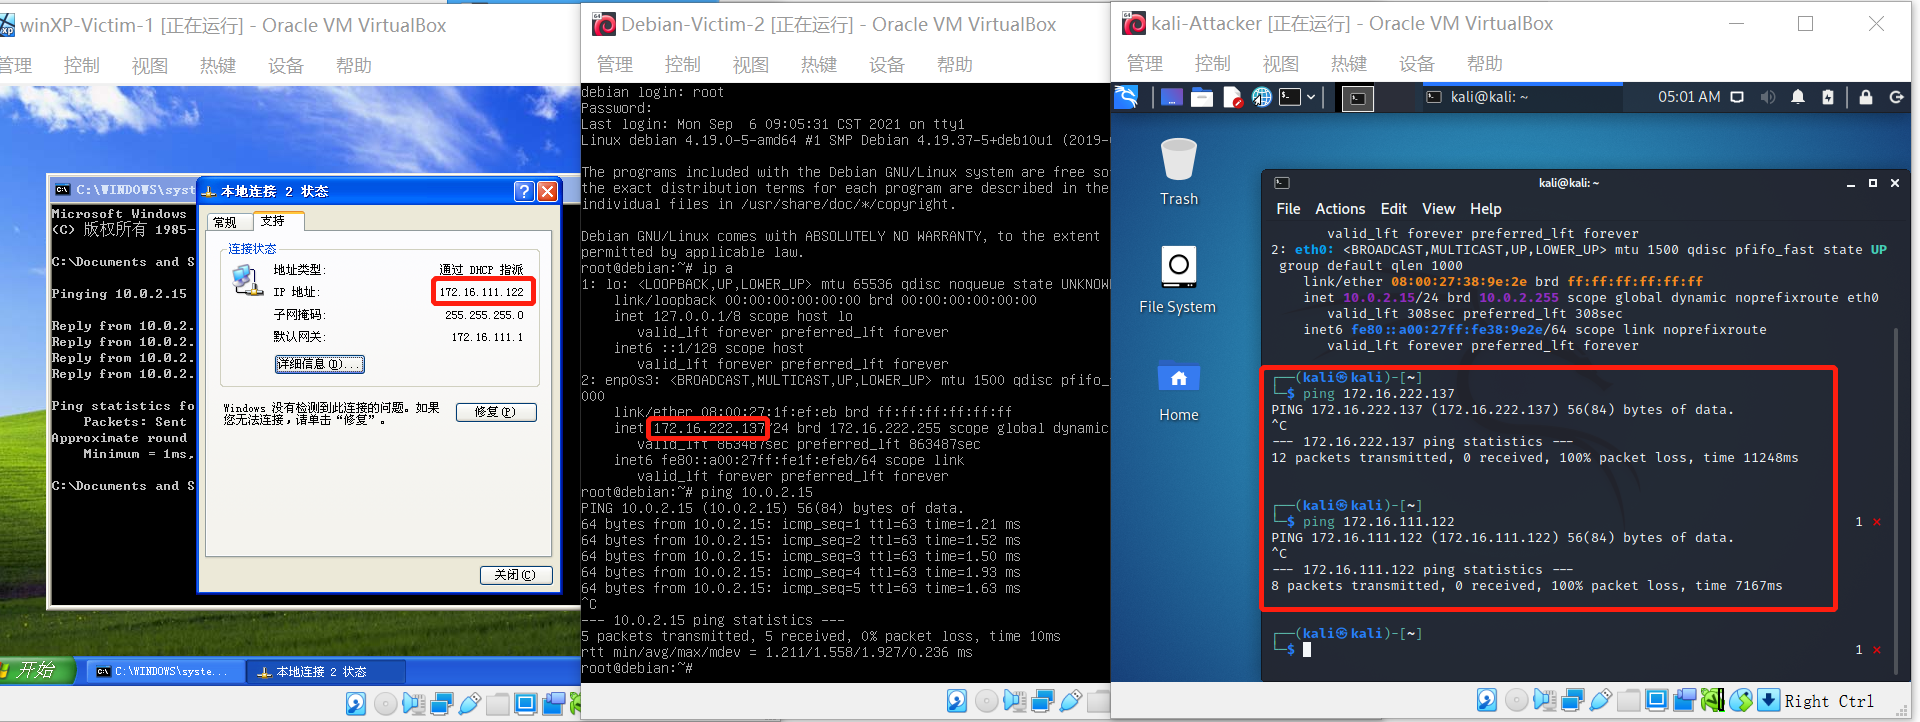 winXP-Victim-1 [正在运行] - Oracle VM VirtualBox
管理 控制 视图 热键 设备 帮助
C:\WINDOWS\syst
Microsoft Windows
(C) 版权所有 1985-
C:\Documents and S
Pinging 10.0.2.15
Reply from 10.0.2.
Reply from 10.0.2.
Reply from 10.0.2.
Reply from 10.0.2.
Ping statistics fo
Packets: Sent
Approximate round
Minimum = 1ms,
C:\Documents and S
本地连接 2 状态
常规 支持
连接状态
地址类型: 通过 DHCP 指派
IP 地址: 172.16.111.122
子网掩码: 255.255.255.0
默认网关: 172.16.111.1
详细信息(D)...
Windows 没有检测到此连接的问题。如果
您无法连接，请单击“修复”。
修复(P)
关闭(C)
开始
C:\WINDOWS\syste...
本地连接 2 状态
Debian-Victim-2 [正在运行] - Oracle VM VirtualBox
管理 控制 视图 热键 设备 帮助
debian login: root
Password:
Last login: Mon Sep  6 09:05:31 CST 2021 on tty1
Linux debian 4.19.0-5-amd64 #1 SMP Debian 4.19.37-5+deb10u1 (2019-
The programs included with the Debian GNU/Linux system are free so
the exact distribution terms for each program are described in the
individual files in /usr/share/doc/*/copyright.
Debian GNU/Linux comes with ABSOLUTELY NO WARRANTY, to the extent
permitted by applicable law.
root@debian:~# ip a
1: lo: <LOOPBACK,UP,LOWER_UP> mtu 65536 qdisc noqueue state UNKNOW
link/loopback 00:00:00:00:00:00 brd 00:00:00:00:00:00
inet 127.0.0.1/8 scope host lo
valid_lft forever preferred_lft forever
inet6 ::1/128 scope host
valid_lft forever preferred_lft forever
2: enp0s3: <BROADCAST,MULTICAST,UP,LOWER_UP> mtu 1500 qdisc pfifo_
000
link/ether 08:00:27:1f:ef:eb brd ff:ff:ff:ff:ff:ff
inet 172.16.222.137/24 brd 172.16.222.255 scope global dynamic
valid_lft 863487sec preferred_lft 863487sec
inet6 fe80::a00:27ff:fe1f:efeb/64 scope link
valid_lft forever preferred_lft forever
root@debian:~# ping 10.0.2.15
PING 10.0.2.15 (10.0.2.15) 56(84) bytes of data.
64 bytes from 10.0.2.15: icmp_seq=1 ttl=63 time=1.21 ms
64 bytes from 10.0.2.15: icmp_seq=2 ttl=63 time=1.52 ms
64 bytes from 10.0.2.15: icmp_seq=3 ttl=63 time=1.50 ms
64 bytes from 10.0.2.15: icmp_seq=4 ttl=63 time=1.93 ms
64 bytes from 10.0.2.15: icmp_seq=5 ttl=63 time=1.63 ms
^C
--- 10.0.2.15 ping statistics ---
5 packets transmitted, 5 received, 0% packet loss, time 10ms
rtt min/avg/max/mdev = 1.211/1.558/1.927/0.236 ms
root@debian:~#
kali-Attacker [正在运行] - Oracle VM VirtualBox
管理 控制 视图 热键 设备 帮助
kali@kali: ~
05:01 AM
Trash
File System
Home
kali@kali: ~
File Actions Edit View Help
valid_lft forever preferred_lft forever
2: eth0: <BROADCAST,MULTICAST,UP,LOWER_UP> mtu 1500 qdisc pfifo_fast state UP
group default qlen 1000
link/ether 08:00:27:38:9e:2e brd ff:ff:ff:ff:ff:ff
inet 10.0.2.15/24 brd 10.0.2.255 scope global dynamic noprefixroute eth0
valid_lft 308sec preferred_lft 308sec
inet6 fe80::a00:27ff:fe38:9e2e/64 scope link noprefixroute
valid_lft forever preferred_lft forever
┌──(kali㉿kali)-[~]
└─$ ping 172.16.222.137
PING 172.16.222.137 (172.16.222.137) 56(84) bytes of data.
^C
--- 172.16.222.137 ping statistics ---
12 packets transmitted, 0 received, 100% packet loss, time 11248ms
┌──(kali㉿kali)-[~]
└─$ ping 172.16.111.122 1 ⨯
PING 172.16.111.122 (172.16.111.122) 56(84) bytes of data.
^C
--- 172.16.111.122 ping statistics ---
8 packets transmitted, 0 received, 100% packet loss, time 7167ms
┌──(kali㉿kali)-[~]
└─$ 1 ⨯
Right Ctrl